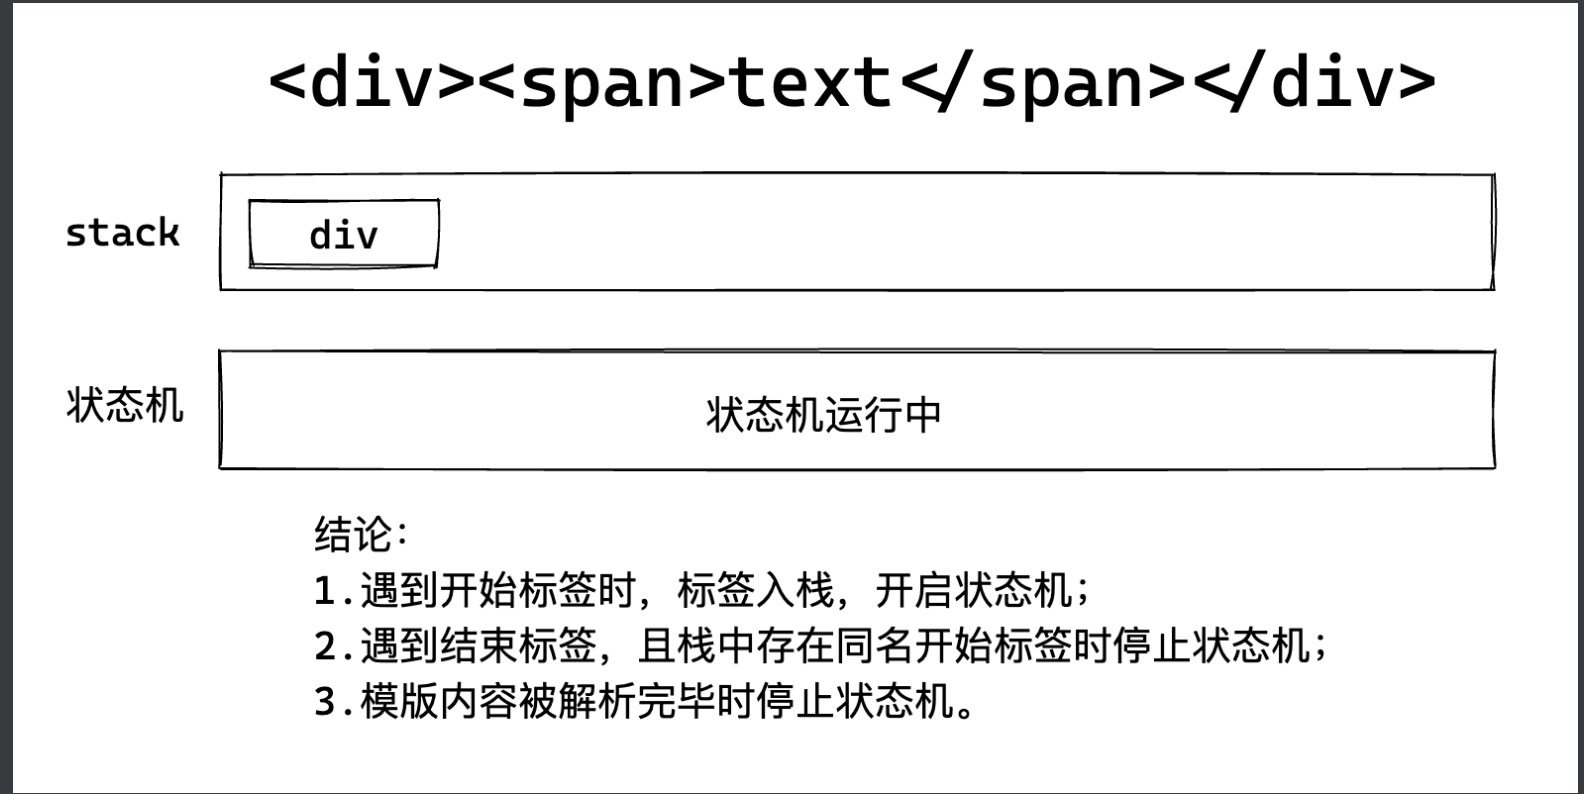 <div><span>text</span></div>
stack
div
状态机
状态机运行中
结论：
1.遇到开始标签时，标签入栈，开启状态机；
2.遇到结束标签，且栈中存在同名开始标签时停止状态机；
3.模版内容被解析完毕时停止状态机。